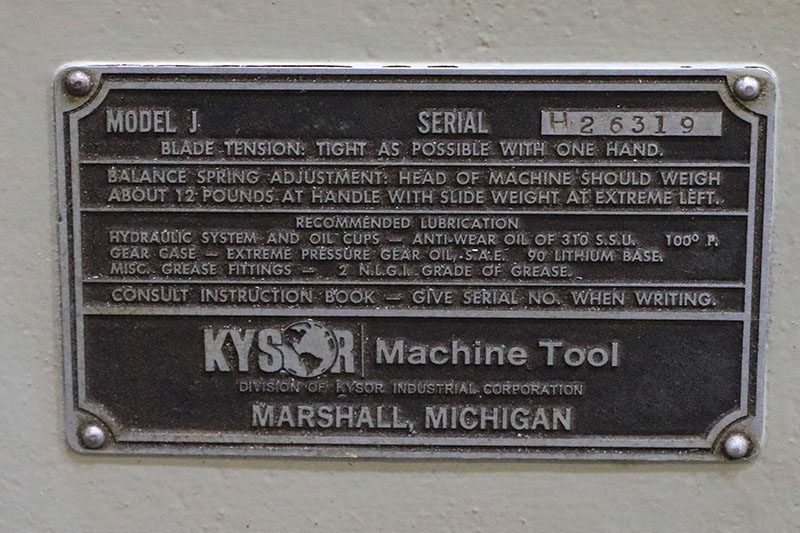 MODEL J SERIAL H26319
BLADE TENSION: TIGHT AS POSSIBLE WITH ONE HAND.
BALANCE SPRING ADJUSTMENT: HEAD OF MACHINE SHOULD WEIGH
ABOUT 12 POUNDS AT HANDLE WITH SLIDE WEIGHT AT EXTREME LEFT.
RECOMMENDED LUBRICATION
HYDRAULIC SYSTEM AND OIL CUPS — ANTI-WEAR OIL OF 310 S.S.U. 100° F.
GEAR CASE — EXTREME PRESSURE GEAR OIL, S.A.E. 90 LITHIUM BASE.
MISC. GREASE FITTINGS — 2 N.L.G.I. GRADE OF GREASE.
CONSULT INSTRUCTION BOOK — GIVE SERIAL NO. WHEN WRITING.
KYSOR Machine Tool
DIVISION OF KYSOR INDUSTRIAL CORPORATION
MARSHALL, MICHIGAN